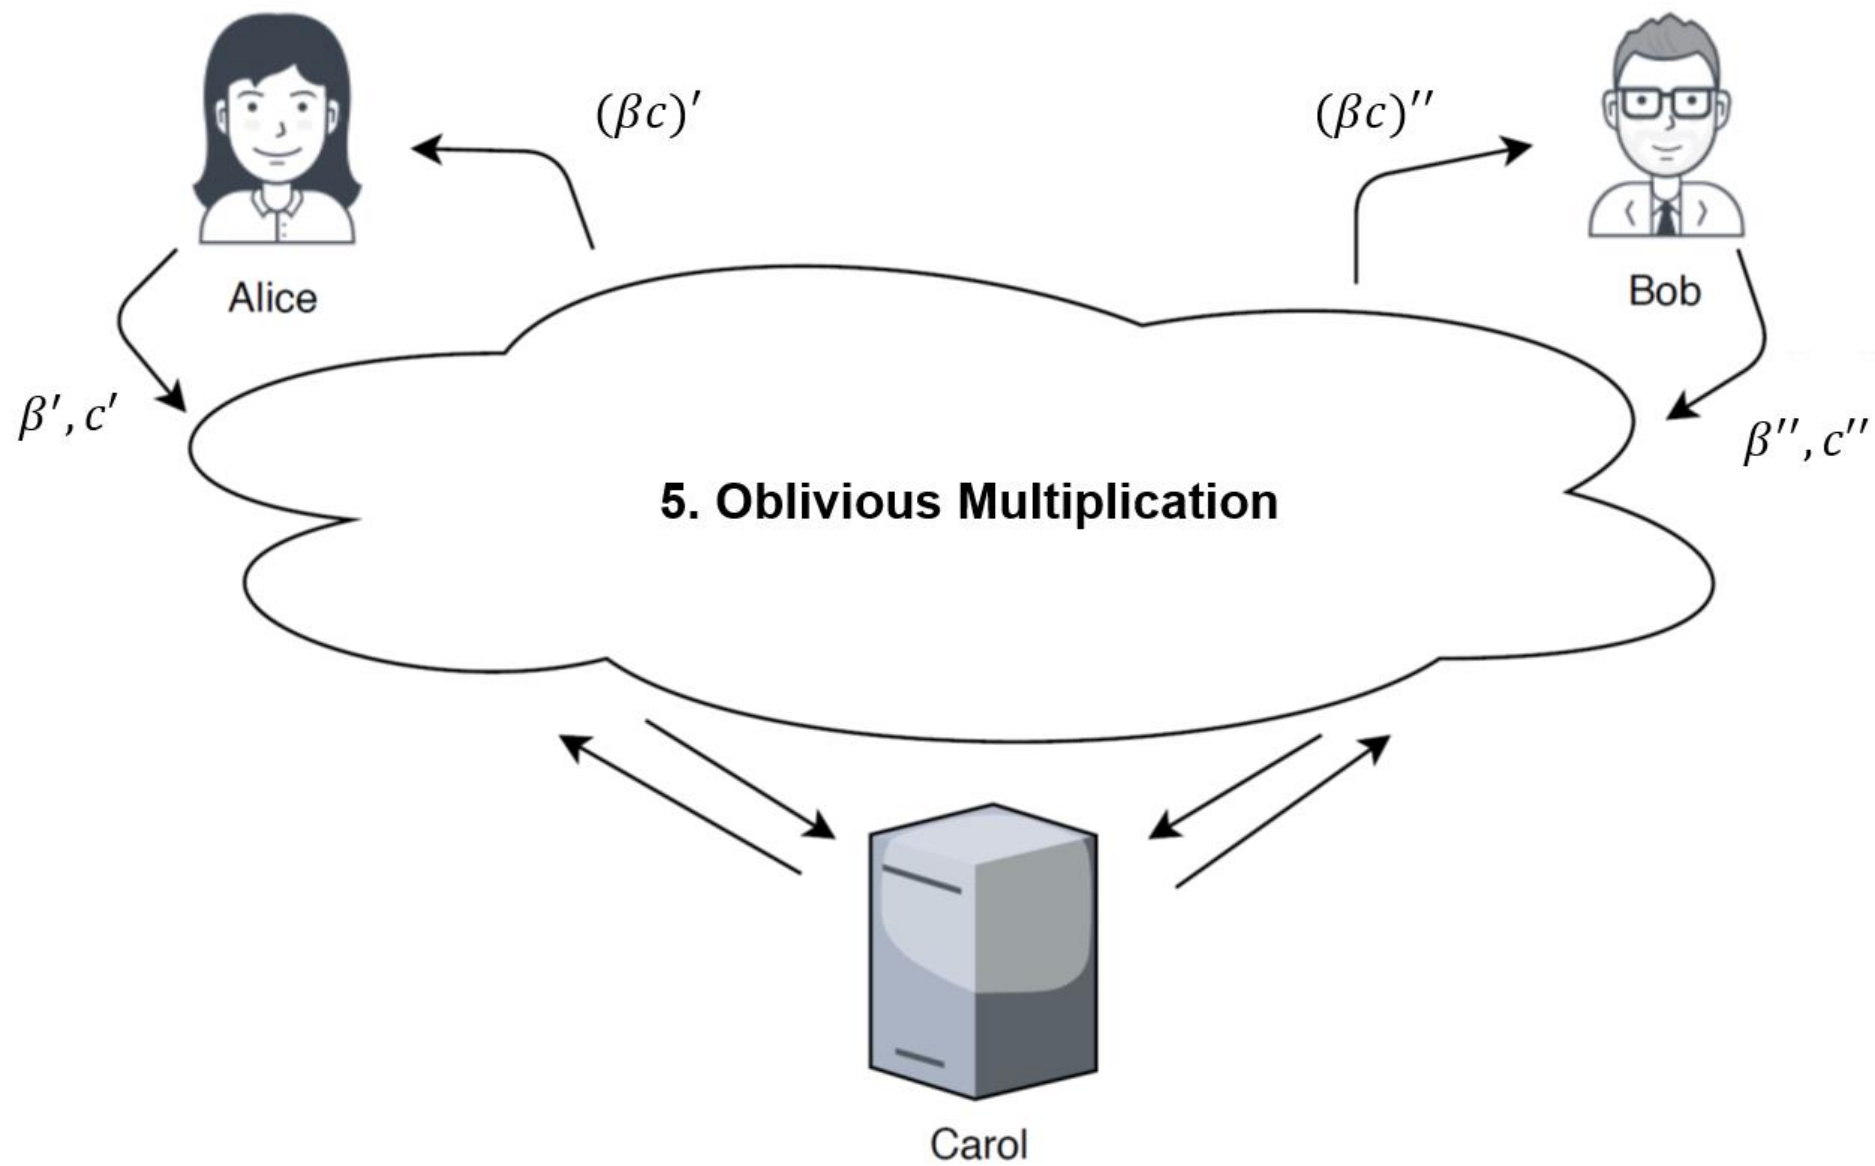 (βc)′
(βc)′′
Alice
Bob
β′, c′
β′′, c′′
5. Oblivious Multiplication
Carol